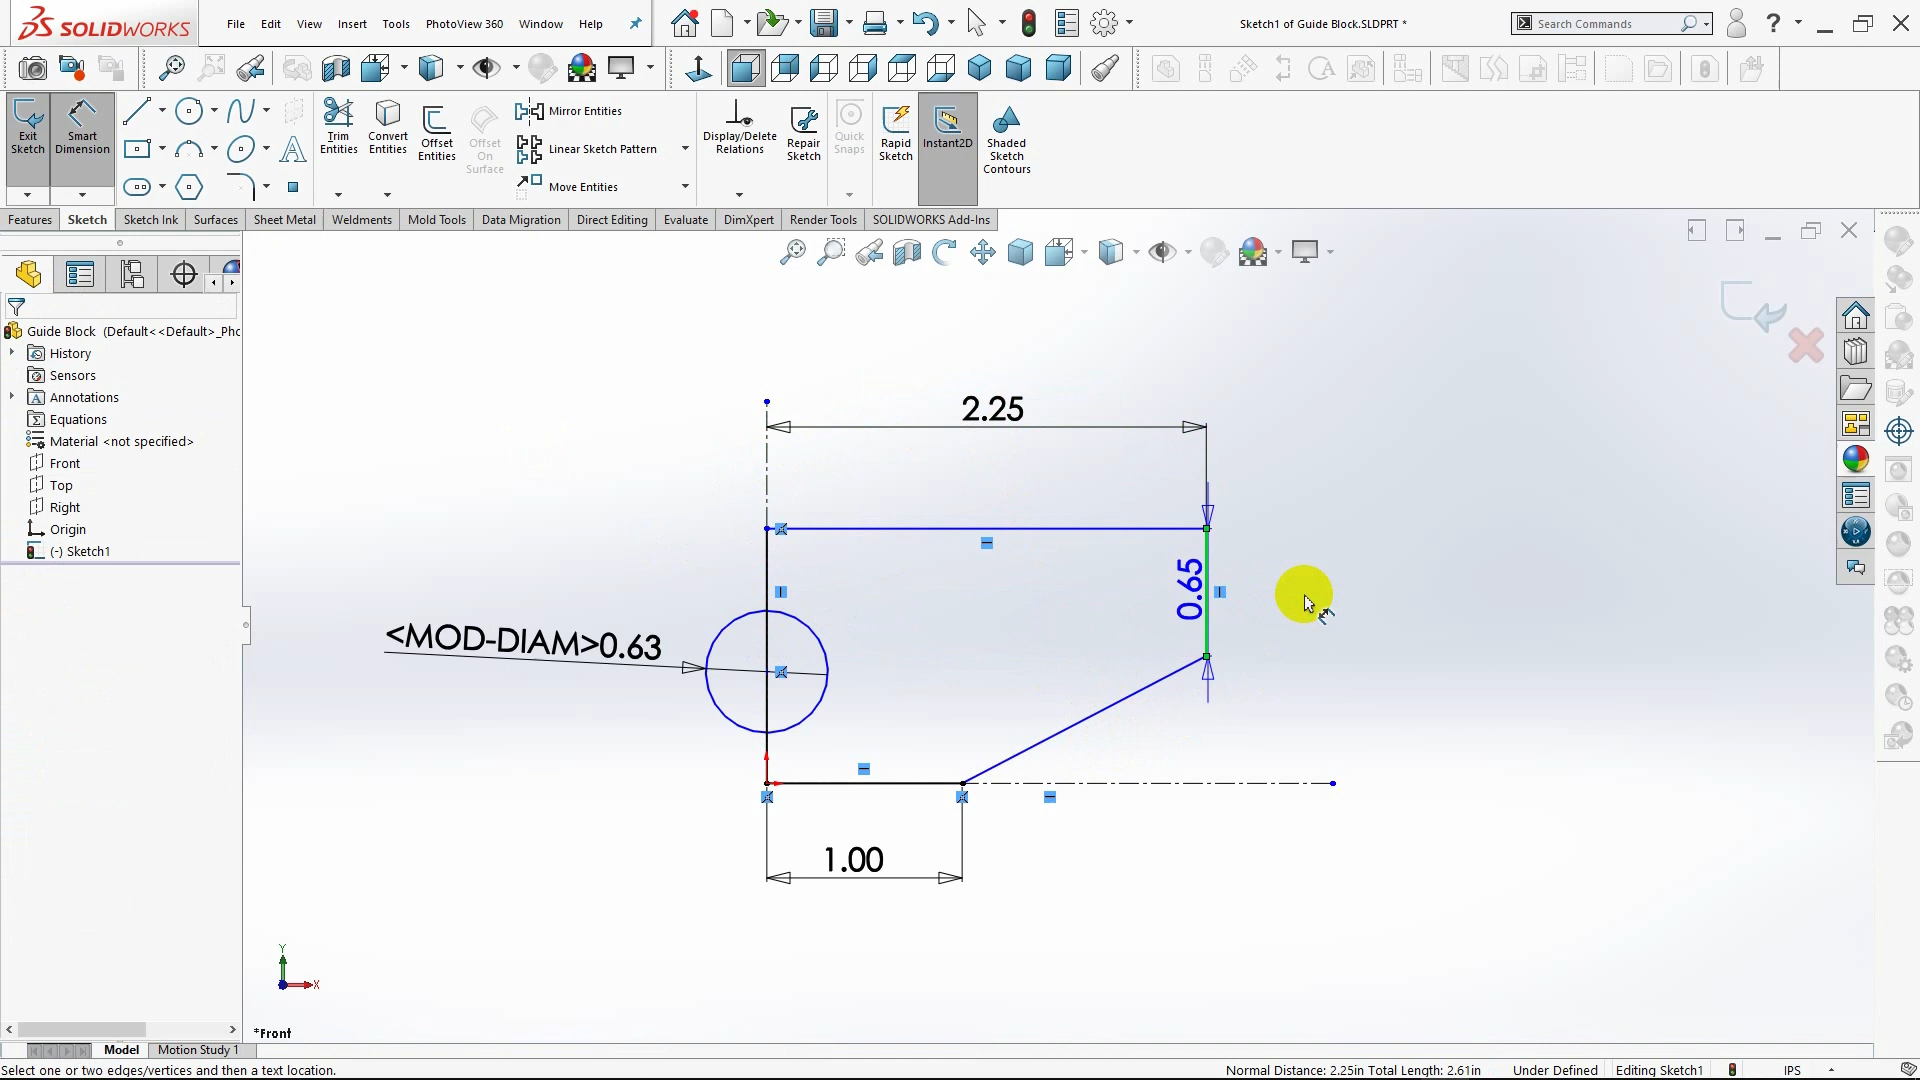 SOLIDWORKS File Edit View Insert Tools PhotoView 360 Window Help Sketch1 of Guide Block.SLDPRT * Search Commands ?
Exit Sketch
Smart Dimension
Trim Entities
Convert Entities
Offset Entities
Offset On Surface
Mirror Entities
Linear Sketch Pattern
Move Entities
Display/Delete Relations
Repair Sketch
Quick Snaps
Rapid Sketch
Instant2D
Shaded Sketch Contours
Features Sketch Sketch Ink Surfaces Sheet Metal Weldments Mold Tools Data Migration Direct Editing Evaluate DimXpert Render Tools SOLIDWORKS Add-Ins
Guide Block (Default<<Default>_Phc
History
Sensors
Annotations
Equations
Material <not specified>
Front
Top
Right
Origin
(-) Sketch1
2.25
0.65
<MOD-DIAM>0.63
1.00
Y
X
*Front
Model Motion Study 1
Select one or two edges/vertices and then a text location. Normal Distance: 2.25in Total Length: 2.61in Under Defined Editing Sketch1 IPS